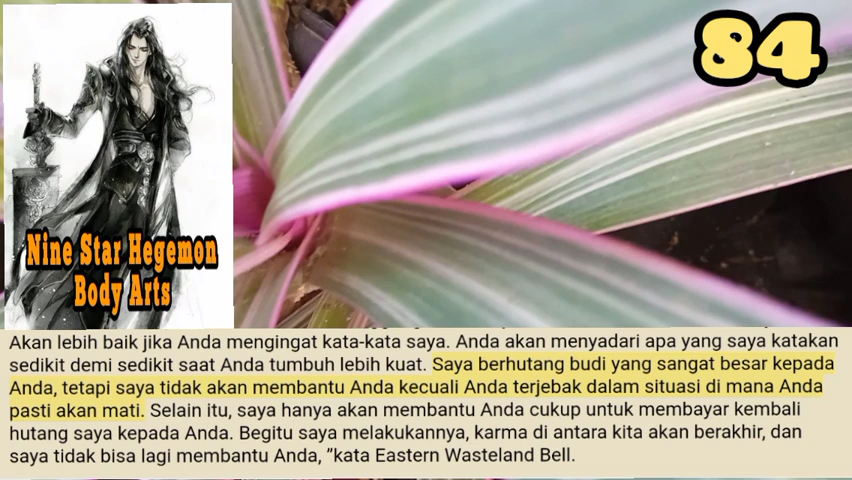 84
Nine Star Hegemon
Body Arts
Akan lebih baik jika Anda mengingat kata-kata saya. Anda akan menyadari apa yang saya katakan
sedikit demi sedikit saat Anda tumbuh lebih kuat. Saya berhutang budi yang sangat besar kepada
Anda, tetapi saya tidak akan membantu Anda kecuali Anda terjebak dalam situasi di mana Anda
pasti akan mati. Selain itu, saya hanya akan membantu Anda cukup untuk membayar kembali
hutang saya kepada Anda. Begitu saya melakukannya, karma di antara kita akan berakhir, dan
saya tidak bisa lagi membantu Anda, ”kata Eastern Wasteland Bell.